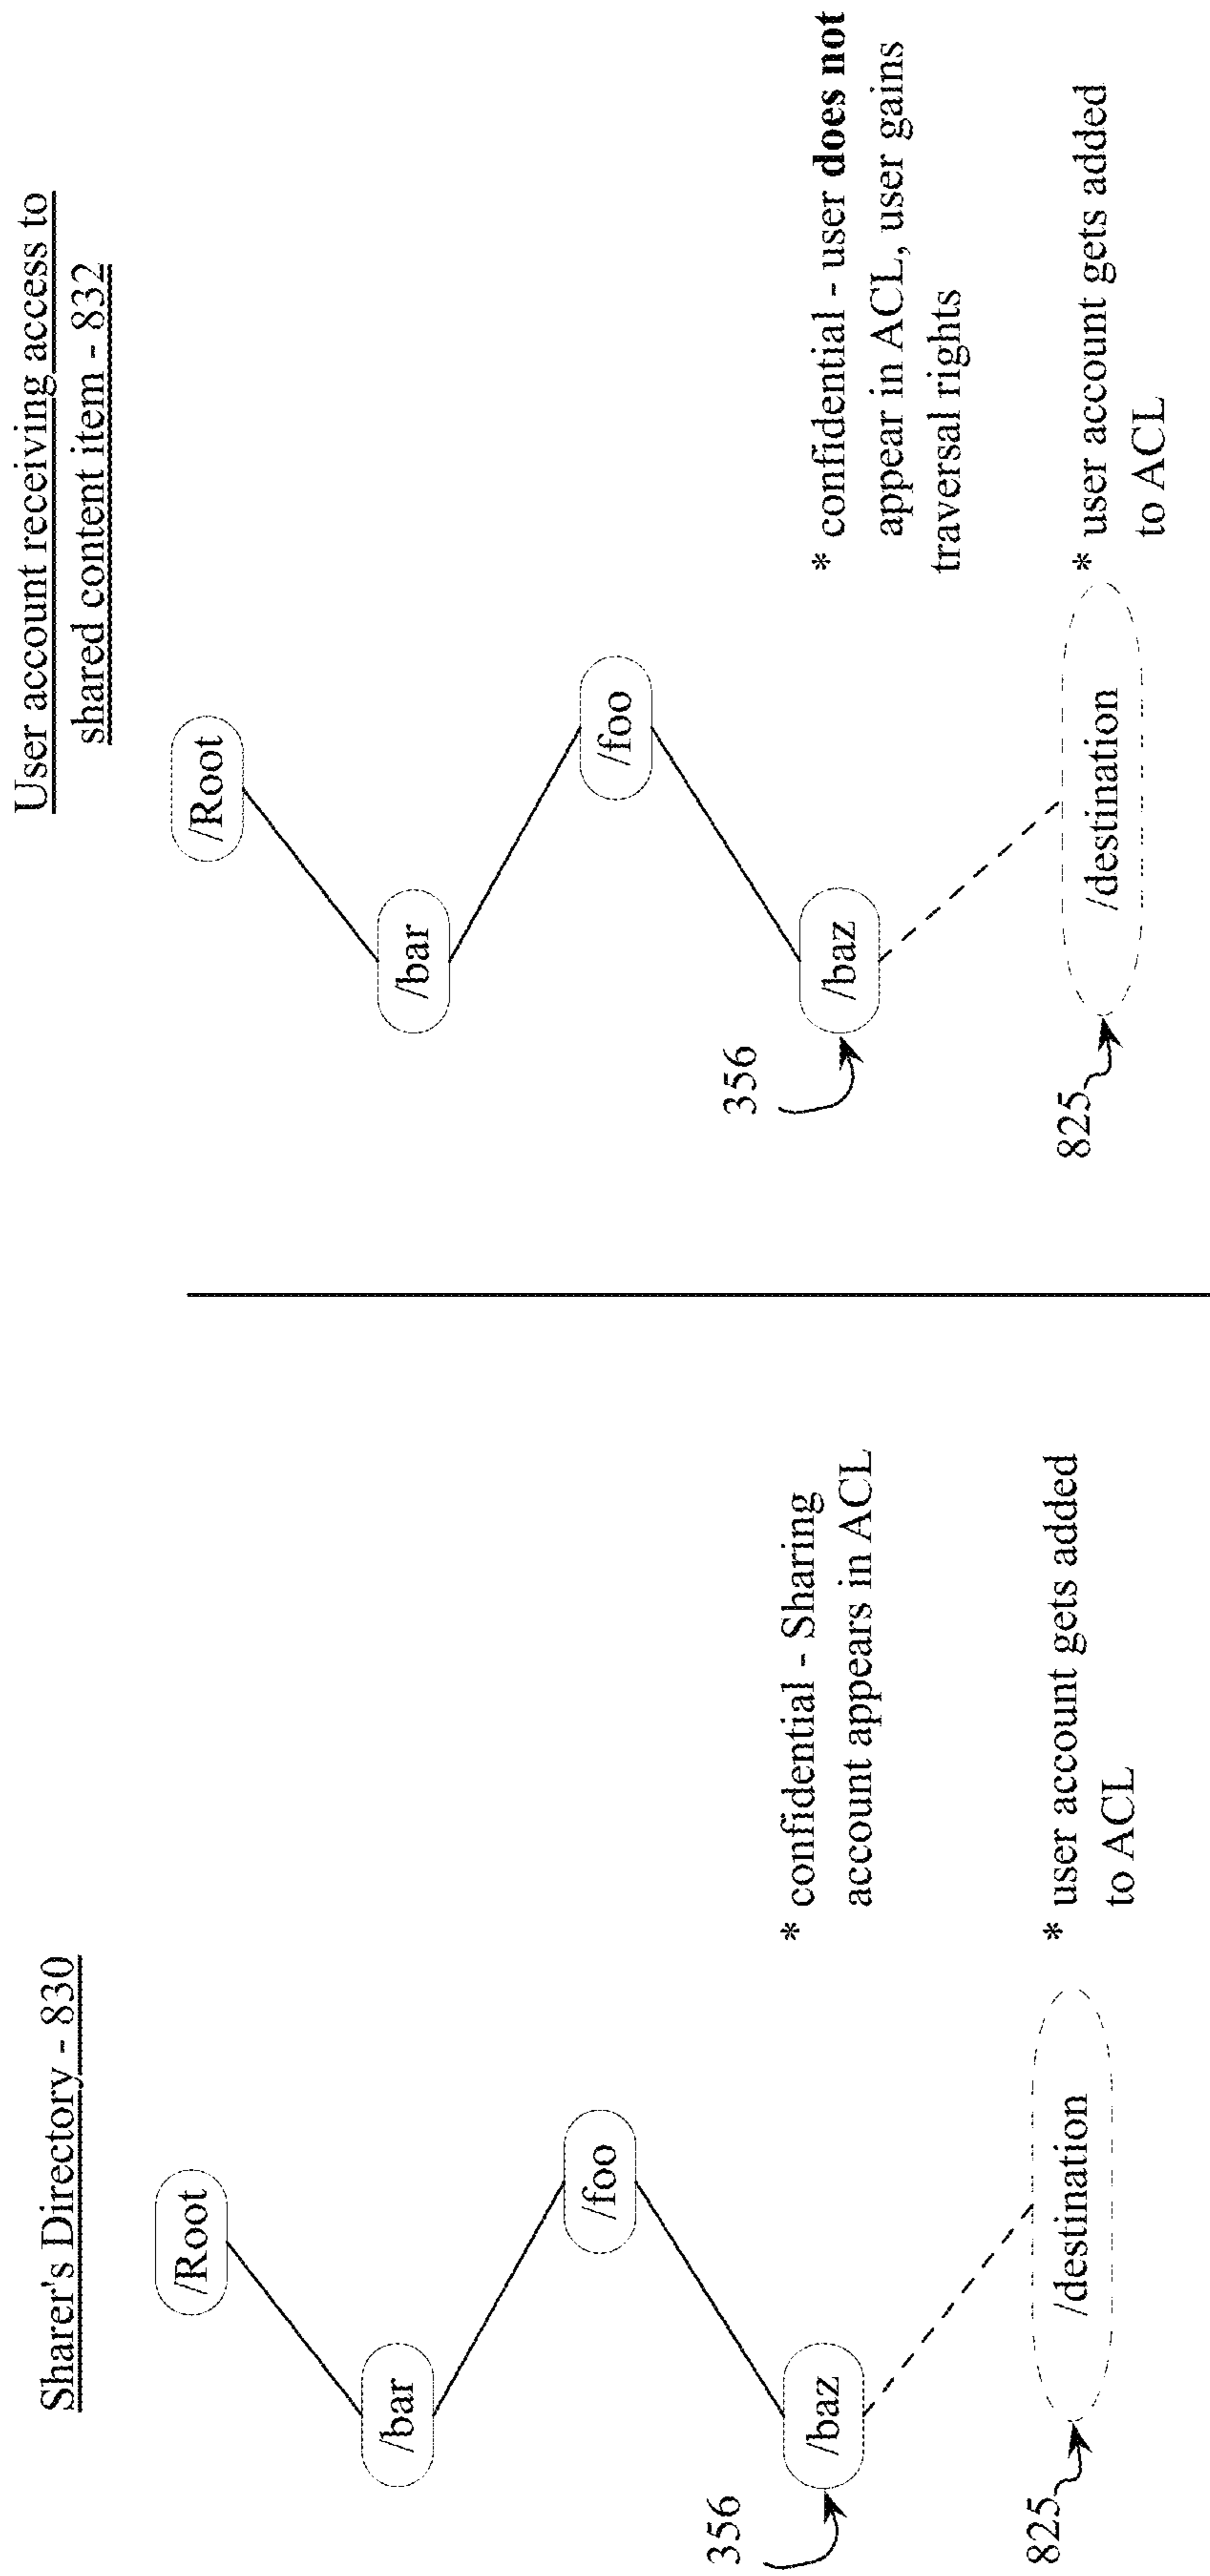 Sharer's Directory - 830
/Root
/bar
/foo
356
/baz
* confidential - Sharing
account appears in ACL
825
/destination
* user account gets added
to ACL
User account receiving access to
shared content item - 832
/Root
/bar
/foo
356
/baz
* confidential - user does not
appear in ACL, user gains
traversal rights
825
/destination
* user account gets added
to ACL